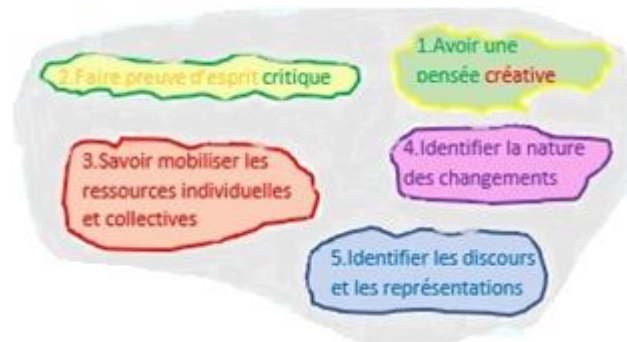 1.Avoir une
pensée créative
2.Faire preuve d'esprit critique
3.Savoir mobiliser les
ressources individuelles
et collectives
4.Identifier la nature
des changements
5.Identifier les discours
et les représentations